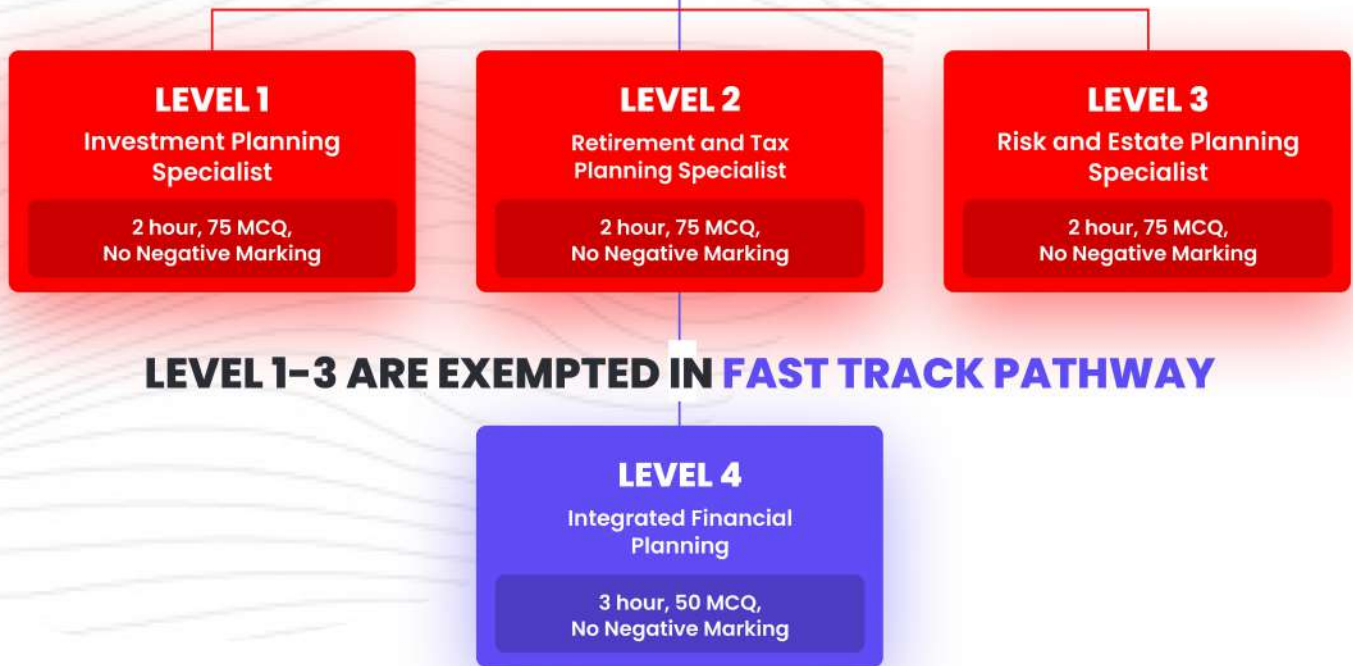 LEVEL 1
Investment Planning
Specialist
2 hour, 75 MCQ,
No Negative Marking
LEVEL 2
Retirement and Tax
Planning Specialist
2 hour, 75 MCQ,
No Negative Marking
LEVEL 3
Risk and Estate Planning
Specialist
2 hour, 75 MCQ,
No Negative Marking
LEVEL 1-3 ARE EXEMPTED IN FAST TRACK PATHWAY
LEVEL 4
Integrated Financial
Planning
3 hour, 50 MCQ,
No Negative Marking